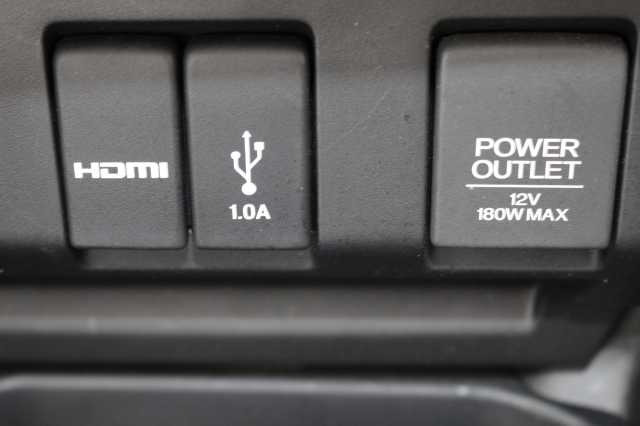 HDMI
1.0A
POWER
OUTLET
12V
180W MAX